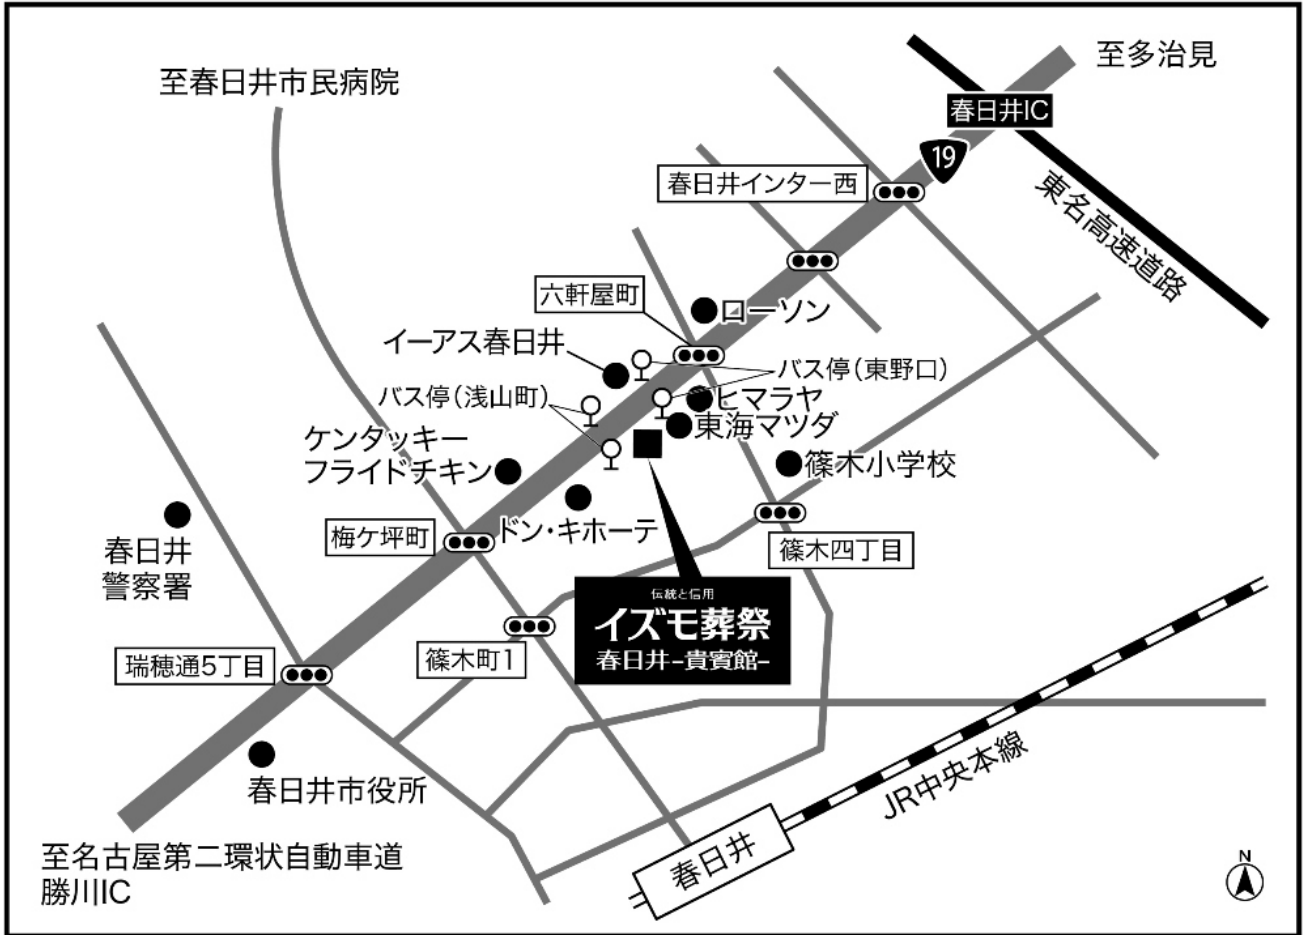 至多治見
至春日井市民病院
春日井IC
19
春日井インター西
東名高速道路
六軒屋町
ローソン
イーアス春日井
バス停(東野口)
バス停(浅山町)
ヒマラヤ
東海マツダ
ケンタッキー
フライドチキン
篠木小学校
梅ケ坪町
ドン・キホーテ
春日井
警察署
篠木四丁目
伝統と信用
イズモ葬祭
春日井-貴賓館-
瑞穂通5丁目
篠木町1
春日井市役所
JR中央本線
春日井
至名古屋第二環状自動車道
勝川IC
N